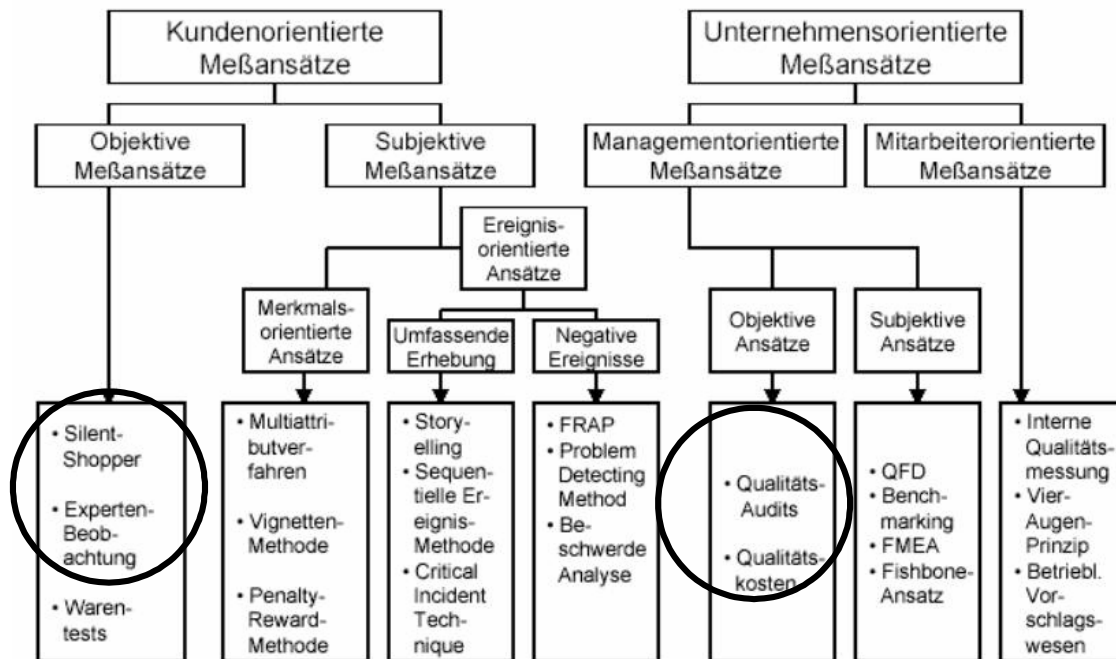 Kundenorientierte
Meßansätze
Unternehmensorientierte
Meßansätze
Objektive
Meßansätze
Subjektive
Meßansätze
Managementorientierte
Meßansätze
Mitarbeiterorientierte
Meßansätze
Ereignis-
orientierte
Ansätze
Merkmals-
orientierte
Ansätze
Umfassende
Erhebung
Negative
Ereignisse
Objektive
Ansätze
Subjektive
Ansätze
• Silent-
Shopper
• Experten-
Beob-
achtung
• Waren-
tests
• Multiattri-
butver-
fahren
• Vignetten-
Methode
• Penalty-
Reward-
Methode
• Story-
elling
• Sequen-
tielle Er-
eignis-
Methode
• Critical
Incident
Tech-
nique
• FRAP
• Problem
Detecting
Method
• Be-
schwerde
Analyse
• Qualitäts-
Audits
• Qualitäts-
kosten
• QFD
• Bench-
marking
• FMEA
• Fishbone-
Ansatz
• Interne
Qualitäts-
messung
• Vier-
Augen-
Prinzip
• Betriebl.
Vor-
schlags-
wesen